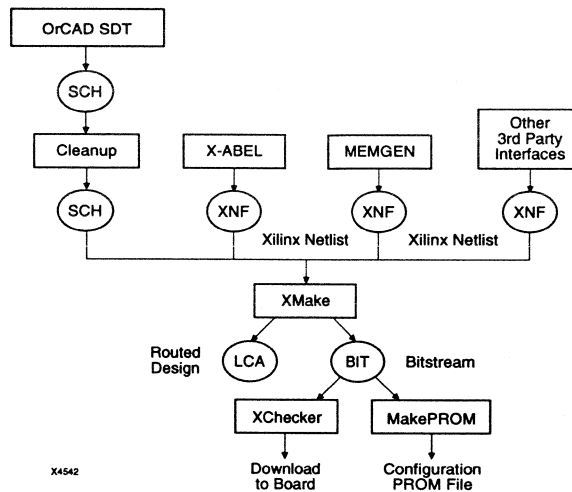 OrCAD SDT
SCH
Other
3rd Party
Interfaces
Cleanup
X-ABEL
MEMGEN
SCH
XNF
XNF
XNF
Xilinx Netlist
Xilinx Netlist
XMake
Routed
Design
LCA
BIT
Bitstream
XChecker
MakePROM
X4542
Download
to Board
Configuration
PROM File